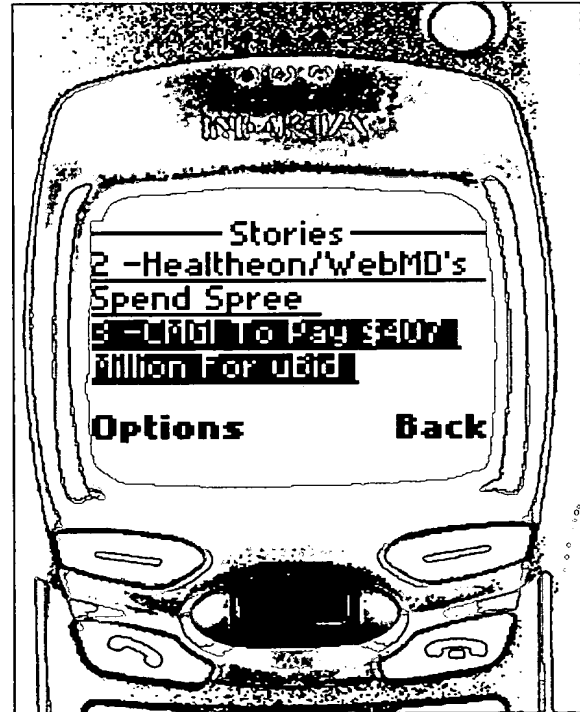 Stories
2 -Healtheon/WebMD's
Spend Spree
3 -CMGI To Pay $407
Million For uBid
Options Back